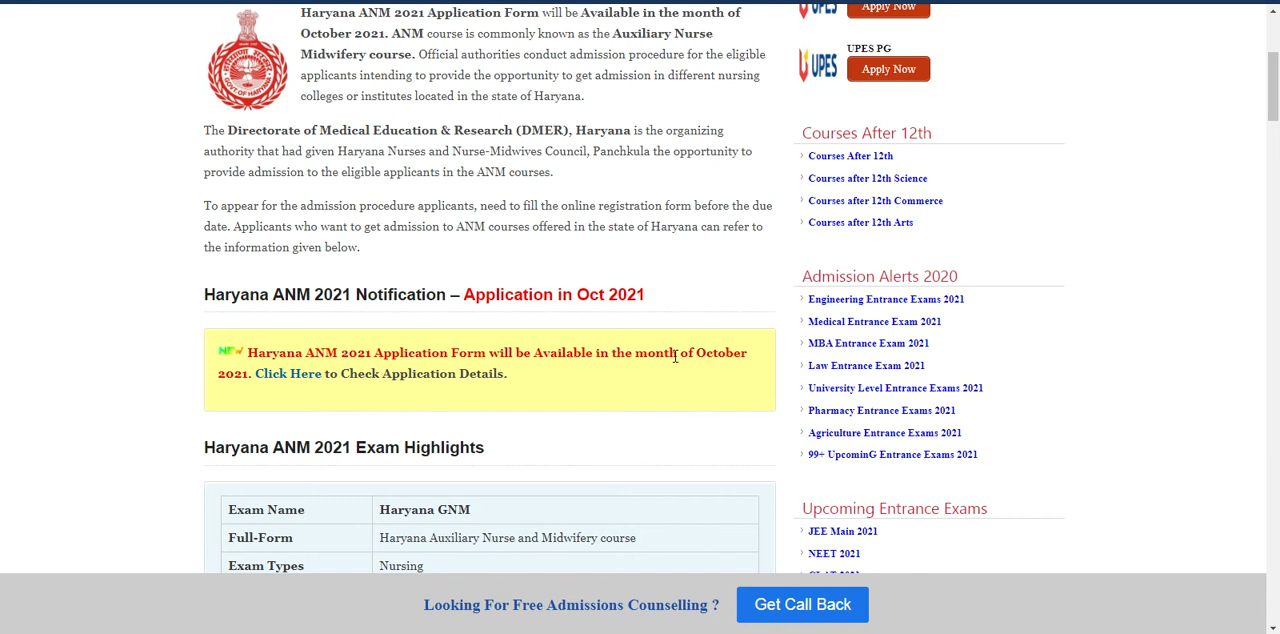 Haryana ANM 2021 Application Form will be Available in the month of
October 2021. ANM course is commonly known as the Auxiliary Nurse
Midwifery course. Official authorities conduct admission procedure for the eligible
applicants intending to provide the opportunity to get admission in different nursing
colleges or institutes located in the state of Haryana.
The Directorate of Medical Education & Research (DMER), Haryana is the organizing
authority that had given Haryana Nurses and Nurse-Midwives Council, Panchkula the opportunity to
provide admission to the eligible applicants in the ANM courses.
To appear for the admission procedure applicants, need to fill the online registration form before the due
date. Applicants who want to get admission to ANM courses offered in the state of Haryana can refer to
the information given below.
Haryana ANM 2021 Notification – Application in Oct 2021
NEW Haryana ANM 2021 Application Form will be Available in the month of October
2021. Click Here to Check Application Details.
Haryana ANM 2021 Exam Highlights
Exam Name Haryana GNM
Full-Form Haryana Auxiliary Nurse and Midwifery course
Exam Types Nursing
UPES Apply Now
UPES PG
UPES Apply Now
Courses After 12th
Courses After 12th
Courses after 12th Science
Courses after 12th Commerce
Courses after 12th Arts
Admission Alerts 2020
Engineering Entrance Exams 2021
Medical Entrance Exam 2021
MBA Entrance Exam 2021
Law Entrance Exam 2021
University Level Entrance Exams 2021
Pharmacy Entrance Exams 2021
Agriculture Entrance Exams 2021
99+ UpcominG Entrance Exams 2021
Upcoming Entrance Exams
JEE Main 2021
NEET 2021
Looking For Free Admissions Counselling ? Get Call Back